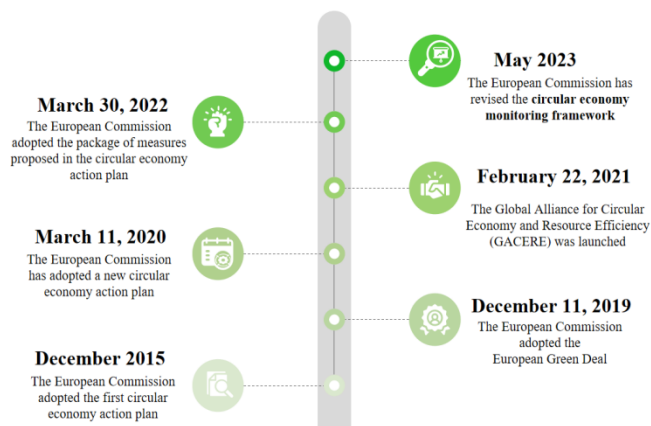 May 2023
The European Commission has
revised the circular economy
monitoring framework
March 30, 2022
The European Commission
adopted the package of measures
proposed in the circular economy
action plan
February 22, 2021
The Global Alliance for Circular
Economy and Resource Efficiency
(GACERE) was launched
March 11, 2020
The European Commission
has adopted a new circular
economy action plan
December 11, 2019
The European Commission
adopted the
European Green Deal
December 2015
The European Commission
adopted the first circular
economy action plan